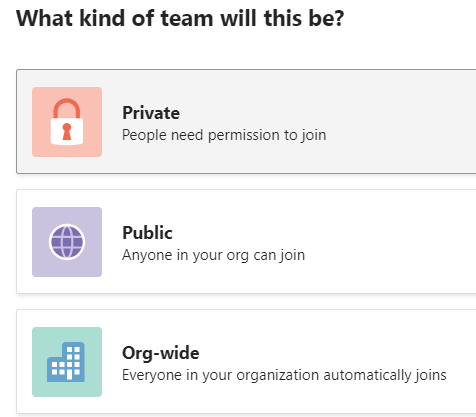 What kind of team will this be?
Private
People need permission to join
Public
Anyone in your org can join
Org-wide
Everyone in your organization automatically joins